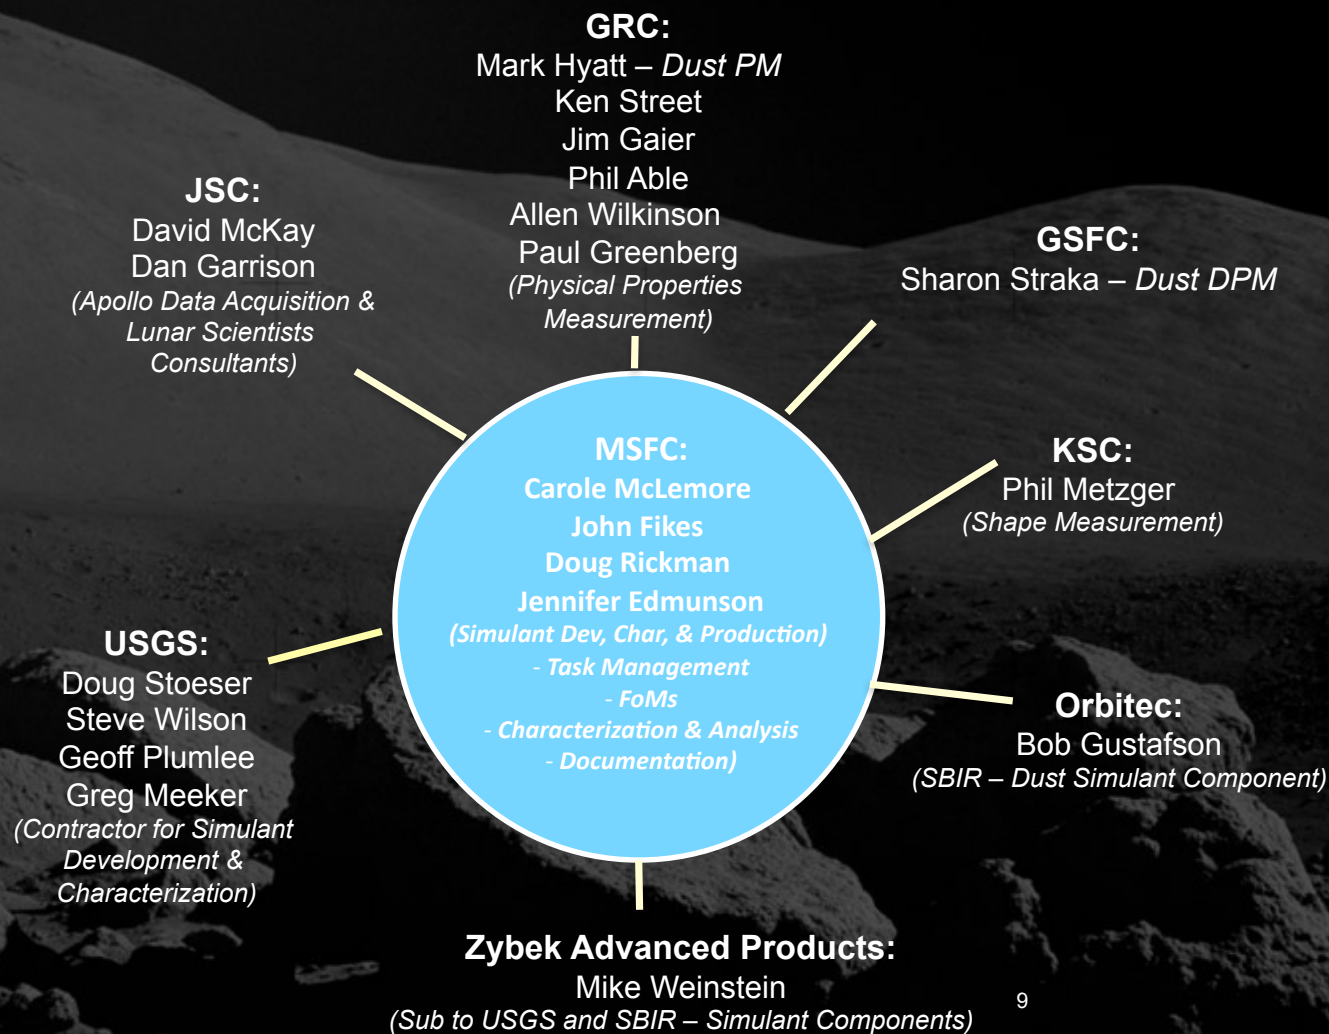 GRC:
Mark Hyatt – Dust PM
Ken Street
Jim Gaier
Phil Able
Allen Wilkinson
Paul Greenberg
(Physical Properties
Measurement)
JSC:
David McKay
Dan Garrison
(Apollo Data Acquisition &
Lunar Scientists
Consultants)
GSFC:
Sharon Straka – Dust DPM
MSFC:
Carole McLemore
John Fikes
Doug Rickman
Jennifer Edmunson
(Simulant Dev, Char, & Production)
- Task Management
- FoMs
- Characterization & Analysis
- Documentation)
KSC:
Phil Metzger
(Shape Measurement)
USGS:
Doug Stoeser
Steve Wilson
Geoff Plumlee
Greg Meeker
(Contractor for Simulant
Development &
Characterization)
Orbitec:
Bob Gustafson
(SBIR – Dust Simulant Component)
Zybek Advanced Products:
Mike Weinstein
(Sub to USGS and SBIR – Simulant Components)
9